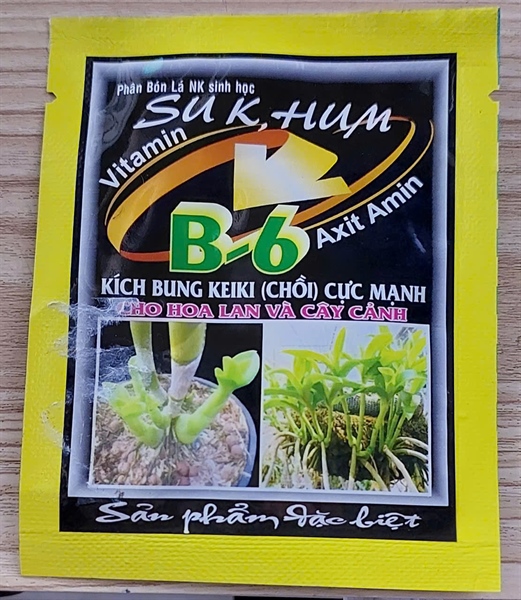 Phân Bón Lá NK sinh học
SU K, HUM
Vitamin
Axit Amin
B-6
KÍCH BUNG KEIKI (CHỒI) CỰC MẠNH
CHO HOA LAN VÀ CÂY CẢNH
Sản phẩm đặc biệt